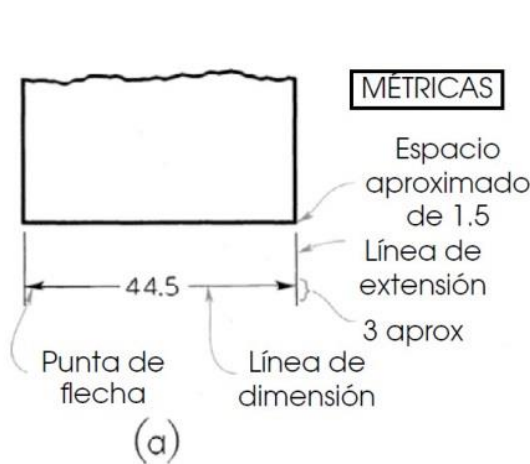 MÉTRICAS
Espacio
aproximado
de 1.5
Línea de
extensión
44.5
3 aprox
Punta de
flecha
Línea de
dimensión
(a)